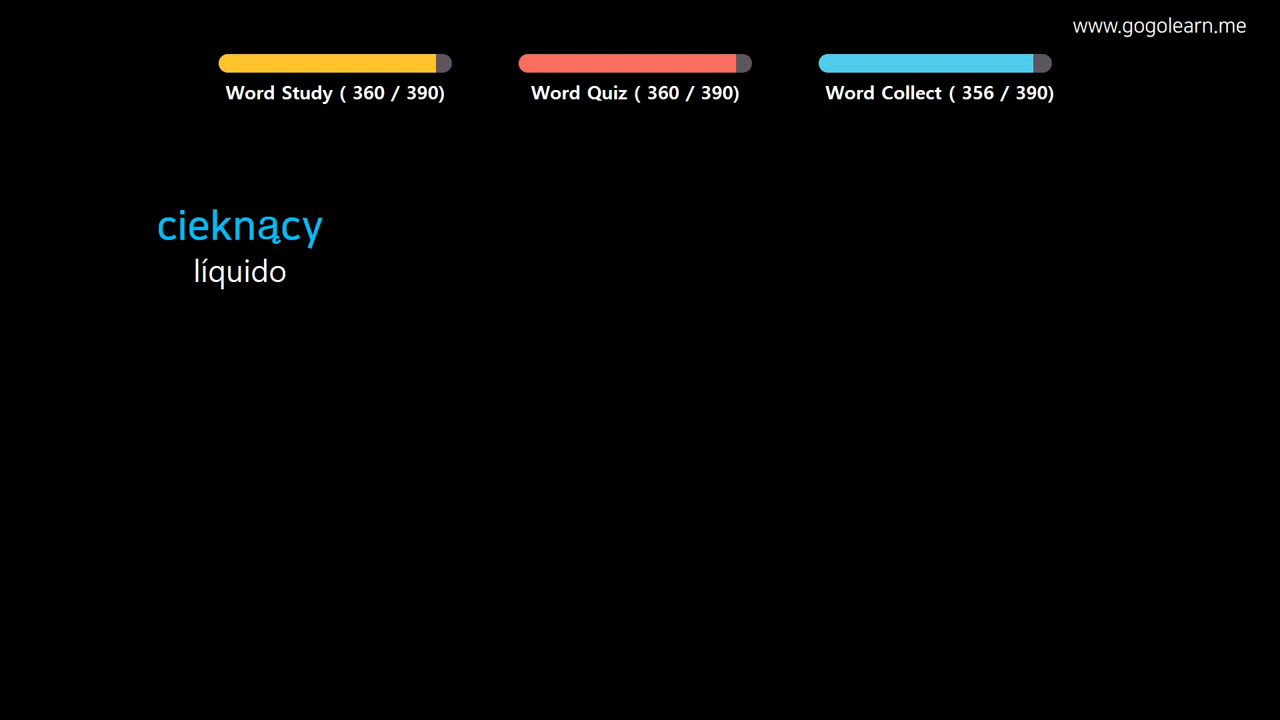 www.gogolearn.me
Word Study ( 360 / 390)
Word Quiz ( 360 / 390)
Word Collect ( 356 / 390)
cieknący
líquido